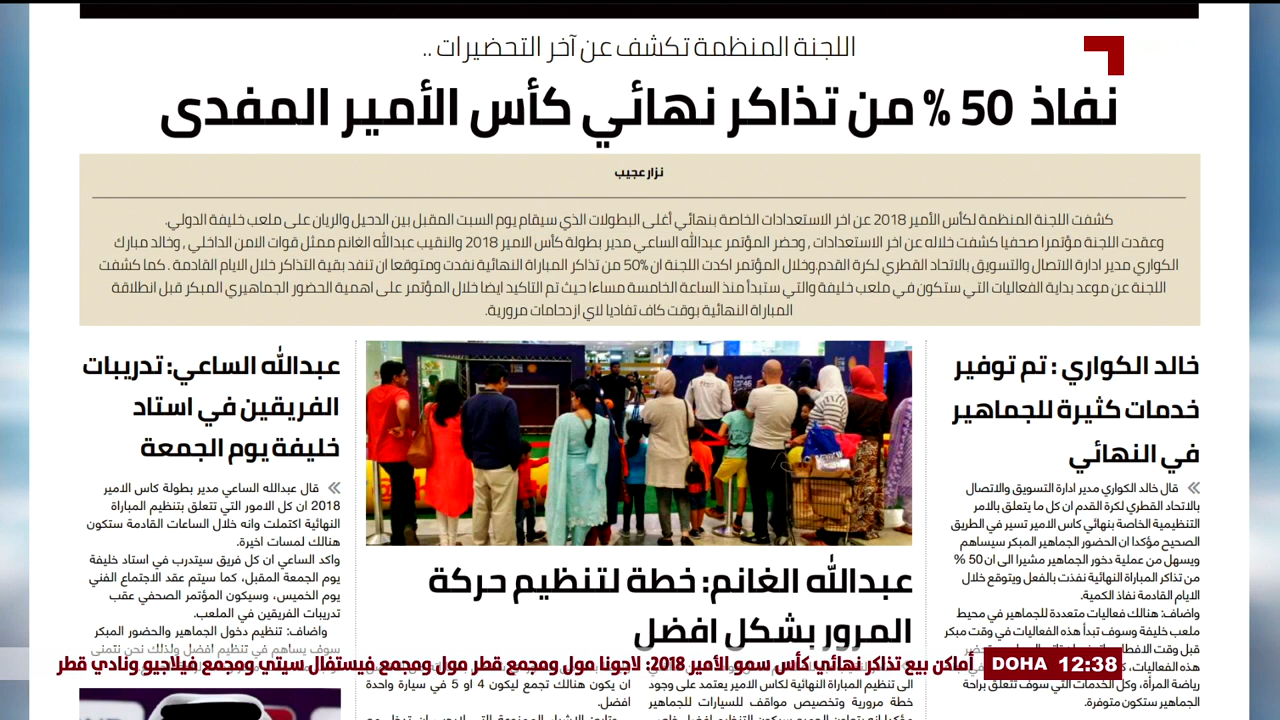 اللجنة المنظمة تكشف عن آخر التحضيرات ..
نفاذ 50 % من تذاكر نهائي كأس الأمير المفدى
نزار عجيب
كشفت اللجنة المنظمة لكأس الأمير 2018 عن اخر الاستعدادات الخاصة بنهائي أغلى البطولات الذي سيقام يوم السبت المقبل بين الدحيل والريان على ملعب خليفة الدولي.
وعقدت اللجنة مؤتمرا صحفيا كشفت خلاله عن اخر الاستعدادات , وحضر المؤتمر عبدالله الساعي مدير بطولة كأس الامير 2018 والنقيب عبدالله الغانم ممثل قوات الامن الداخلي , وخالد مبارك
الكواري مدير ادارة الاتصال والتسويق بالاتحاد القطري لكرة القدم.وخلال المؤتمر اكدت اللجنة ان 50% من تذاكر المباراة النهائية نفدت ومتوقعا ان تنفد بقية التذاكر خلال الايام القادمة . كما كشفت
اللجنة عن موعد بداية الفعاليات التي ستكون في ملعب خليفة والتي ستبدأ منذ الساعة الخامسة مساءا حيث تم التاكيد ايضا خلال المؤتمر على اهمية الحضور الجماهيري المبكر قبل انطلاقة
المباراة النهائية بوقت كاف تفاديا لاي ازدحامات مرورية.
خالد الكواري : تم توفير
خدمات كثيرة للجماهير
في النهائي
قال خالد الكواري مدير ادارة التسويق والاتصال
بالاتحاد القطري لكرة القدم ان كل ما يتعلق بالامر
التنظيمية الخاصة بنهائي كاس الامير تسير في الطريق
الصحيح مؤكدا ان الحضور الجماهير المبكر سيساهم
ويسهل من عملية دخور الجماهير مشيرا الى ان 50 %
من تذاكر المباراة النهائية نفذت بالفعل ويتوقع خلال
الايام القادمة نفاذ الكمية.
واضاف: هنالك فعاليات متعددة للجماهير في محيط
ملعب خليفة وسوف تبدأ هذه الفعاليات في وقت مبكر
قبل وقت الافطار
هذه الفعاليات,
رياضة المرأة, وكل الخدمات التي سوف تتعلق براحة
الجماهير ستكون متوفرة.
عبدالله الغانم: خطة لتنظيم حركة
المرور بشكل افضل
الى تنظيم المباراة النهائية لكاس الامير يعتمد على وجود
خطة مرورية وتخصيص مواقف للسيارات للجماهير
ان يكون هنالك تجمع ليكون 4 او 5 في سيارة واحدة
افضل.
عبدالله الساعي: تدريبات
الفريقين في استاد
خليفة يوم الجمعة
قال عبدالله الساعي مدير بطولة كاس الامير
2018 ان كل الامور التي تتعلق بتنظيم المباراة
النهائية اكتملت وانه خلال الساعات القادمة ستكون
هنالك لمسات اخيرة.
واكد الساعي ان كل فريق سيتدرب في استاد خليفة
يوم الجمعة المقبل, كما سيتم عقد الاجتماع الفني
يوم الخميس, وسيكون المؤتمر الصحفي عقب
تدريبات الفريقين في الملعب.
واضاف: تنظيم دخول الجماهير والحضور المبكر
سوف يساهم في تنظيم افضل ولذلك نحن نتمنى
DOHA 12:38
أماكن بيع تذاكر نهائي كأس سمو الأمير 2018: لاجونا مول ومجمع قطر مول ومجمع فيستفال سيتي ومجمع فيلاجيو ونادي قطر